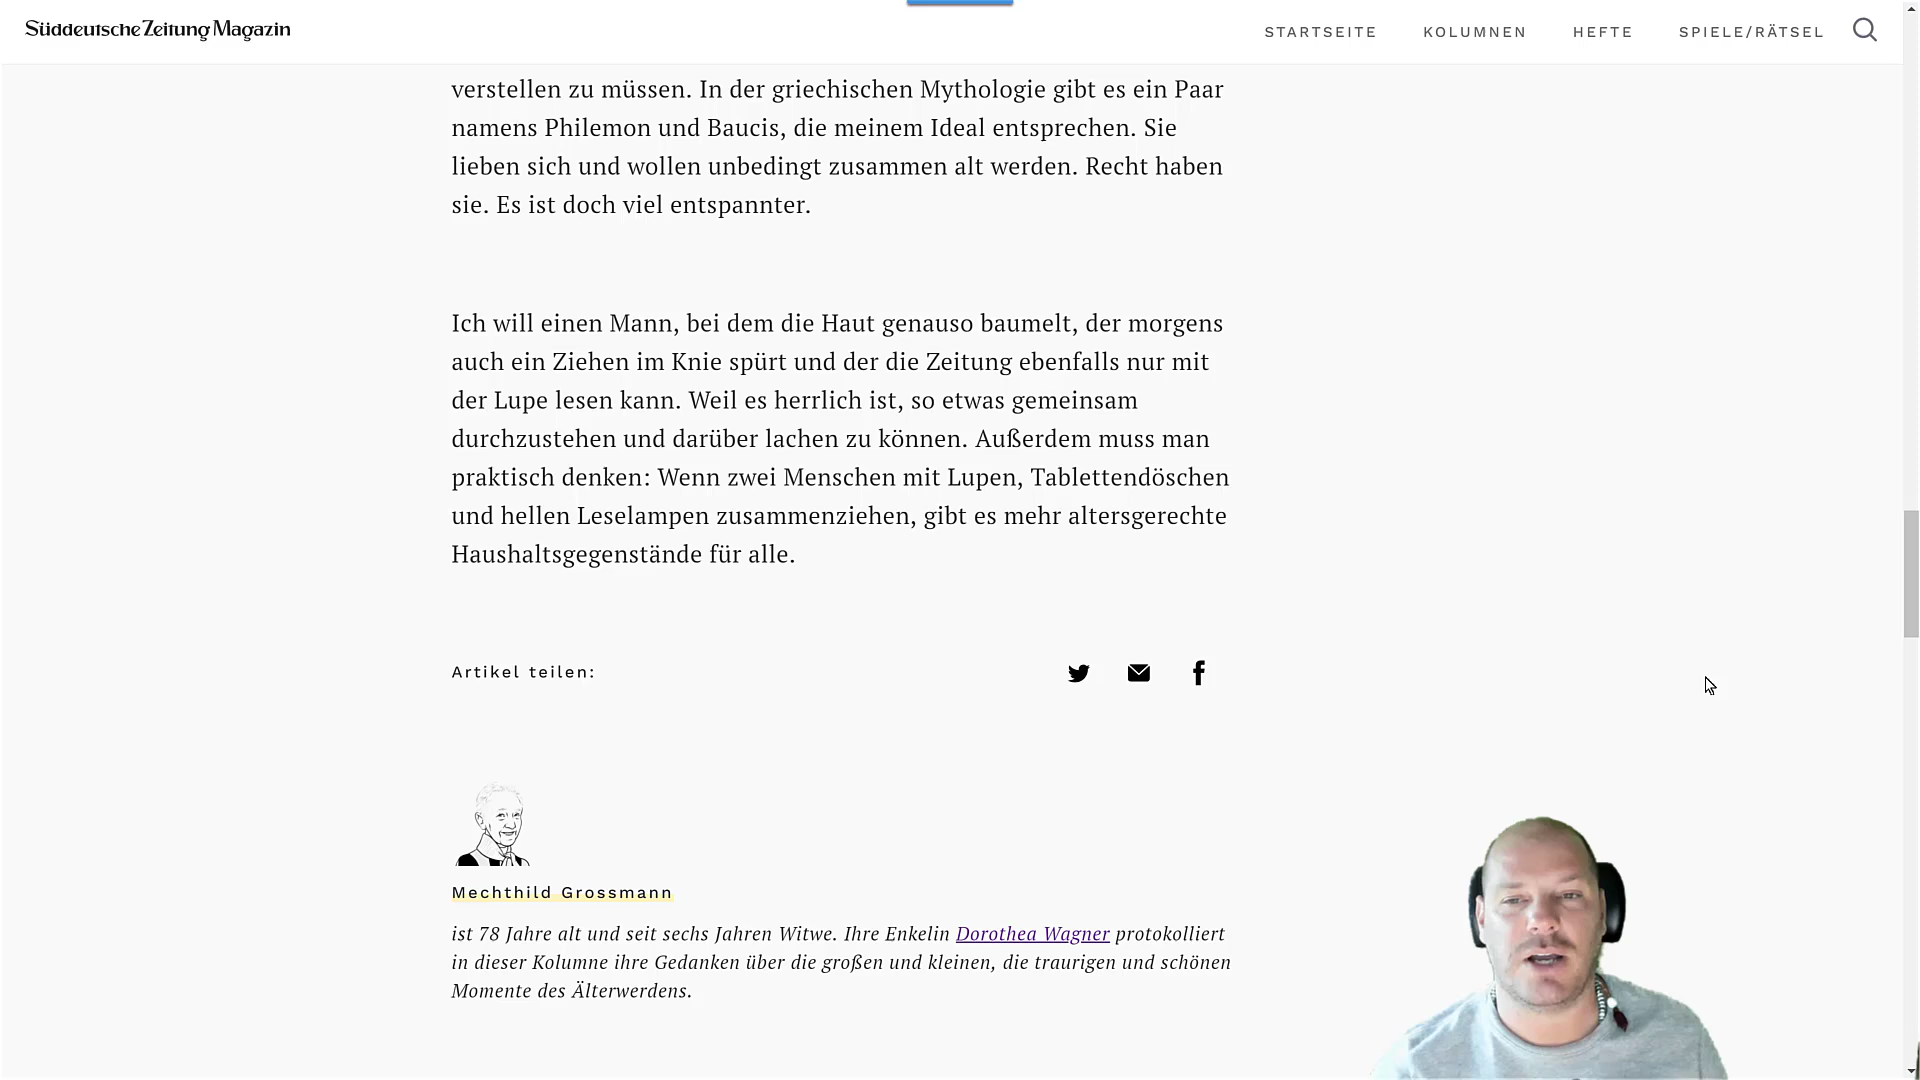 Süddeutsche Zeitung Magazin
STARTSEITE KOLUMNEN HEFTE SPIELE/RÄTSEL
verstellen zu müssen. In der griechischen Mythologie gibt es ein Paar
namens Philemon und Baucis, die meinem Ideal entsprechen. Sie
lieben sich und wollen unbedingt zusammen alt werden. Recht haben
sie. Es ist doch viel entspannter.
Ich will einen Mann, bei dem die Haut genauso baumelt, der morgens
auch ein Ziehen im Knie spürt und der die Zeitung ebenfalls nur mit
der Lupe lesen kann. Weil es herrlich ist, so etwas gemeinsam
durchzustehen und darüber lachen zu können. Außerdem muss man
praktisch denken: Wenn zwei Menschen mit Lupen, Tablettendöschen
und hellen Leselampen zusammenziehen, gibt es mehr altersgerechte
Haushaltsgegenstände für alle.
Artikel teilen:
Mechthild Grossmann
ist 78 Jahre alt und seit sechs Jahren Witwe. Ihre Enkelin Dorothea Wagner protokolliert
in dieser Kolumne ihre Gedanken über die großen und kleinen, die traurigen und schönen
Momente des Älterwerdens.